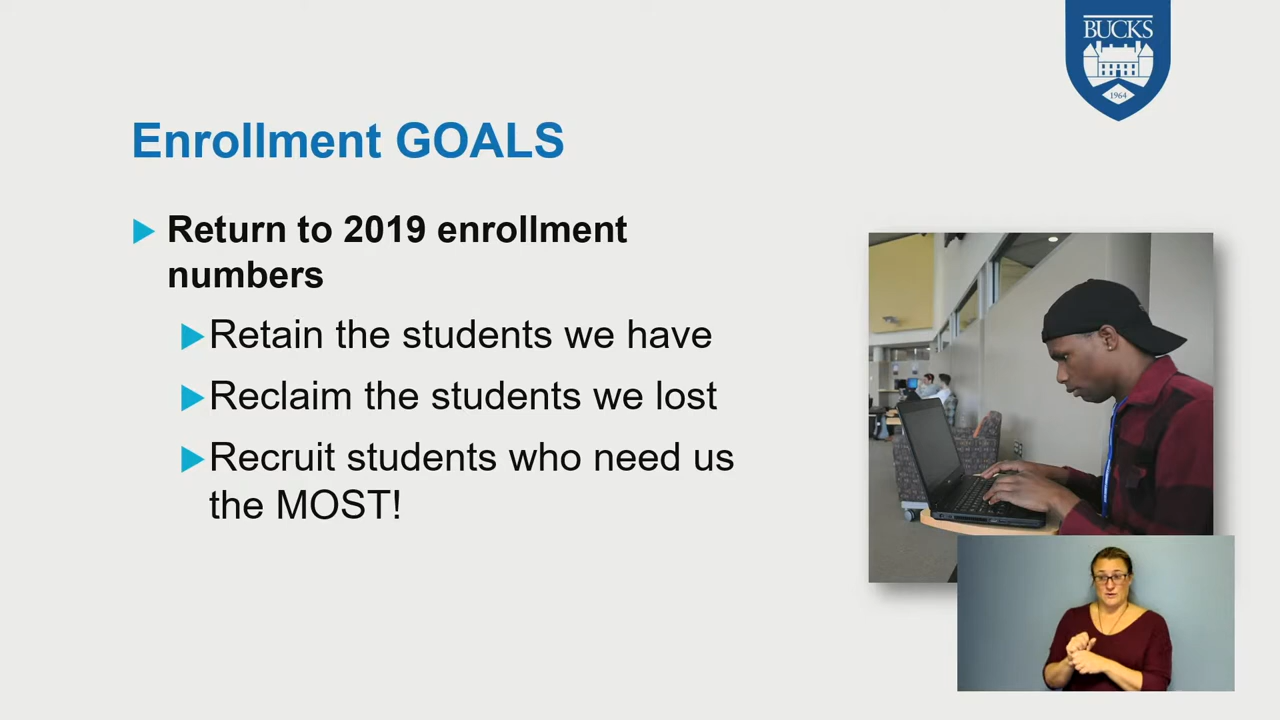 BUCKS
1964
Enrollment GOALS
Return to 2019 enrollment
numbers
Retain the students we have
Reclaim the students we lost
Recruit students who need us
the MOST!